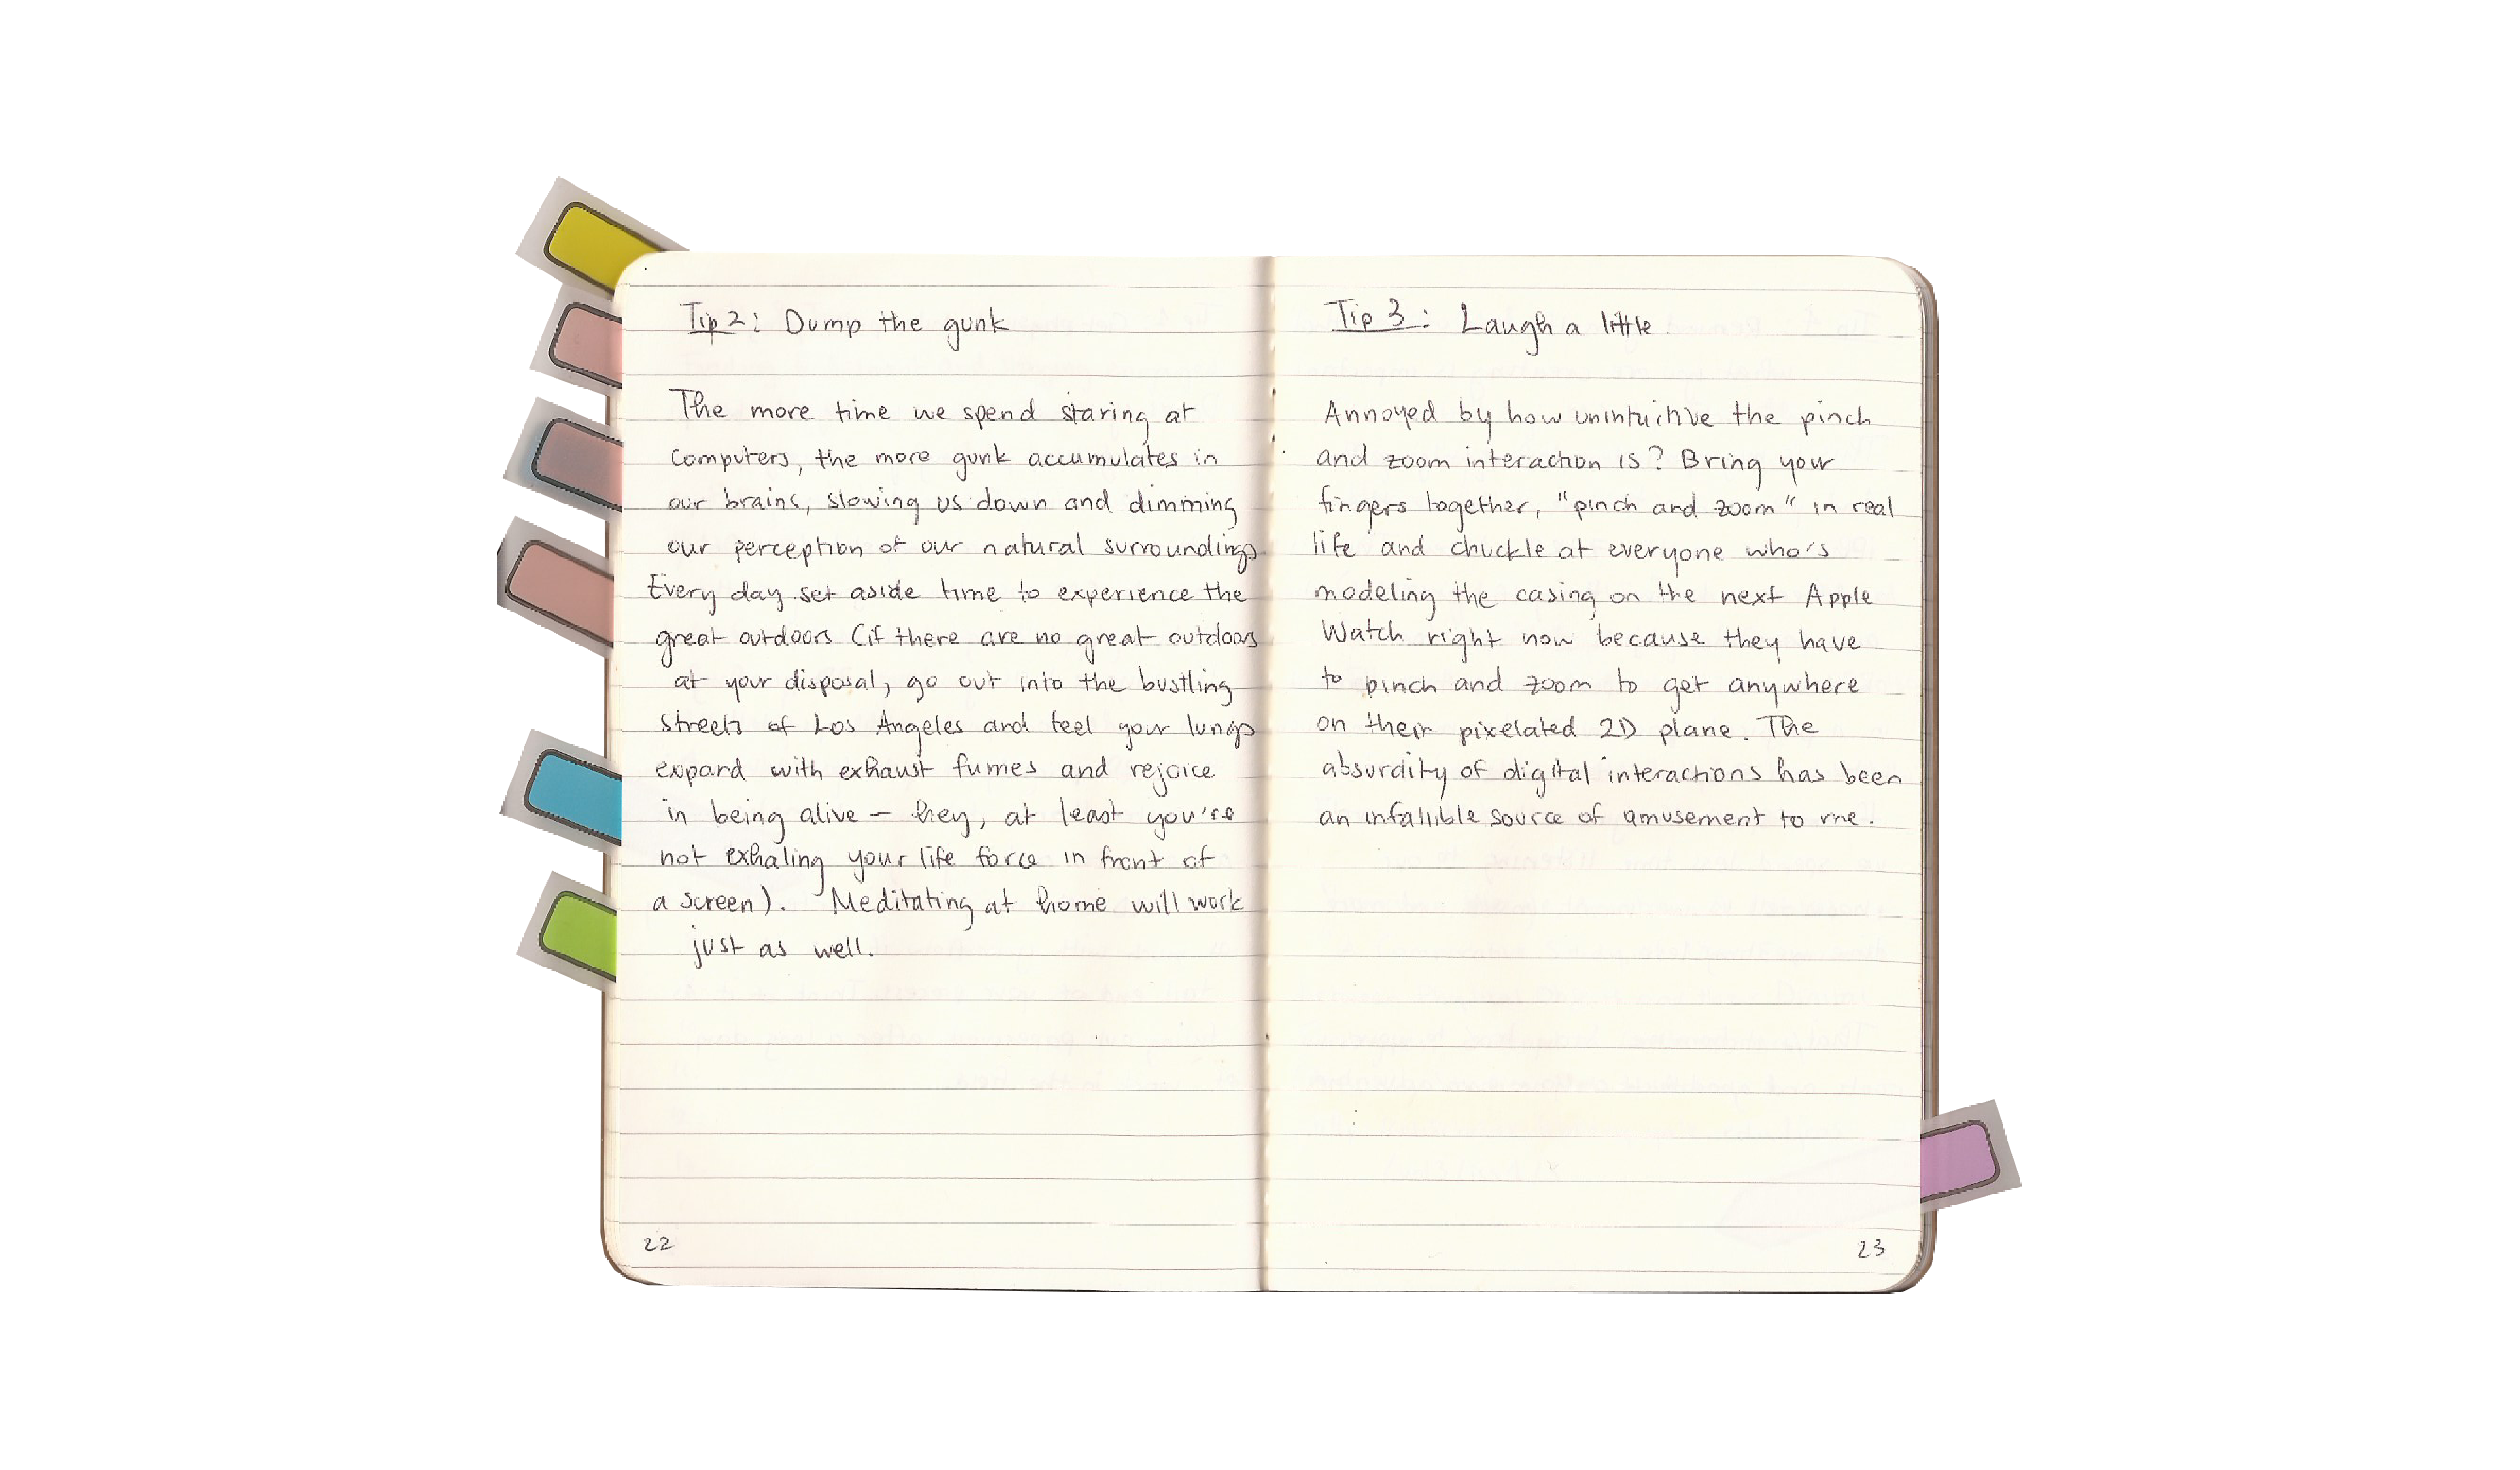 Tip 2: Dump the gunk
The more time we spend staring at
computers, the more gunk accumulates in
our brains, slowing us down and dimming
our perception of our natural surroundings.
Every day set aside time to experience the
great outdoors (if there are no great outdoors
at your disposal, go out into the bustling
streets of Los Angeles and feel your lungs
expand with exhaust fumes and rejoice
in being alive – hey, at least you're
not exhaling your life force in front of
a screen). Meditating at home will work
just as well.
22
Tip 3: Laugh a little.
Annoyed by how unintuitive the pinch
and zoom interaction is? Bring your
fingers together, "pinch and zoom" in real
life and chuckle at everyone who's
modeling the casing on the next Apple
Watch right now because they have
to pinch and zoom to get anywhere
on their pixelated 2D plane. The
absurdity of digital interactions has been
an infallible source of amusement to me.
23